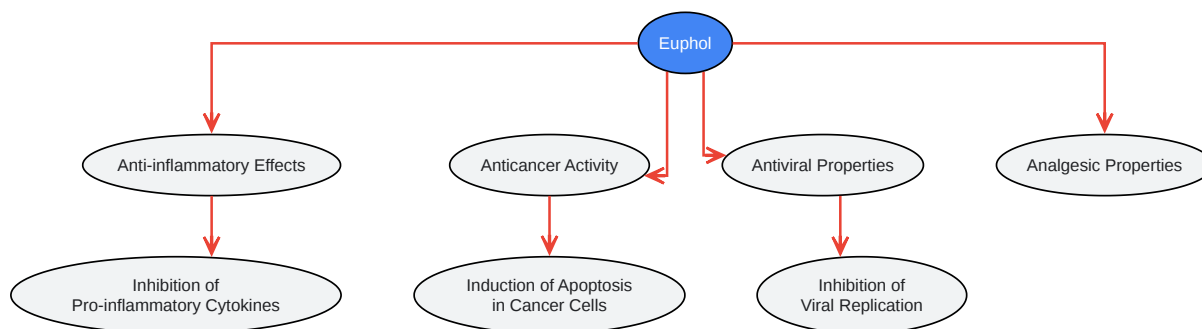 Euphol
Anti-inflammatory Effects
Anticancer Activity
Antiviral Properties
Analgesic Properties
Inhibition of
Pro-inflammatory Cytokines
Induction of Apoptosis
in Cancer Cells
Inhibition of
Viral Replication